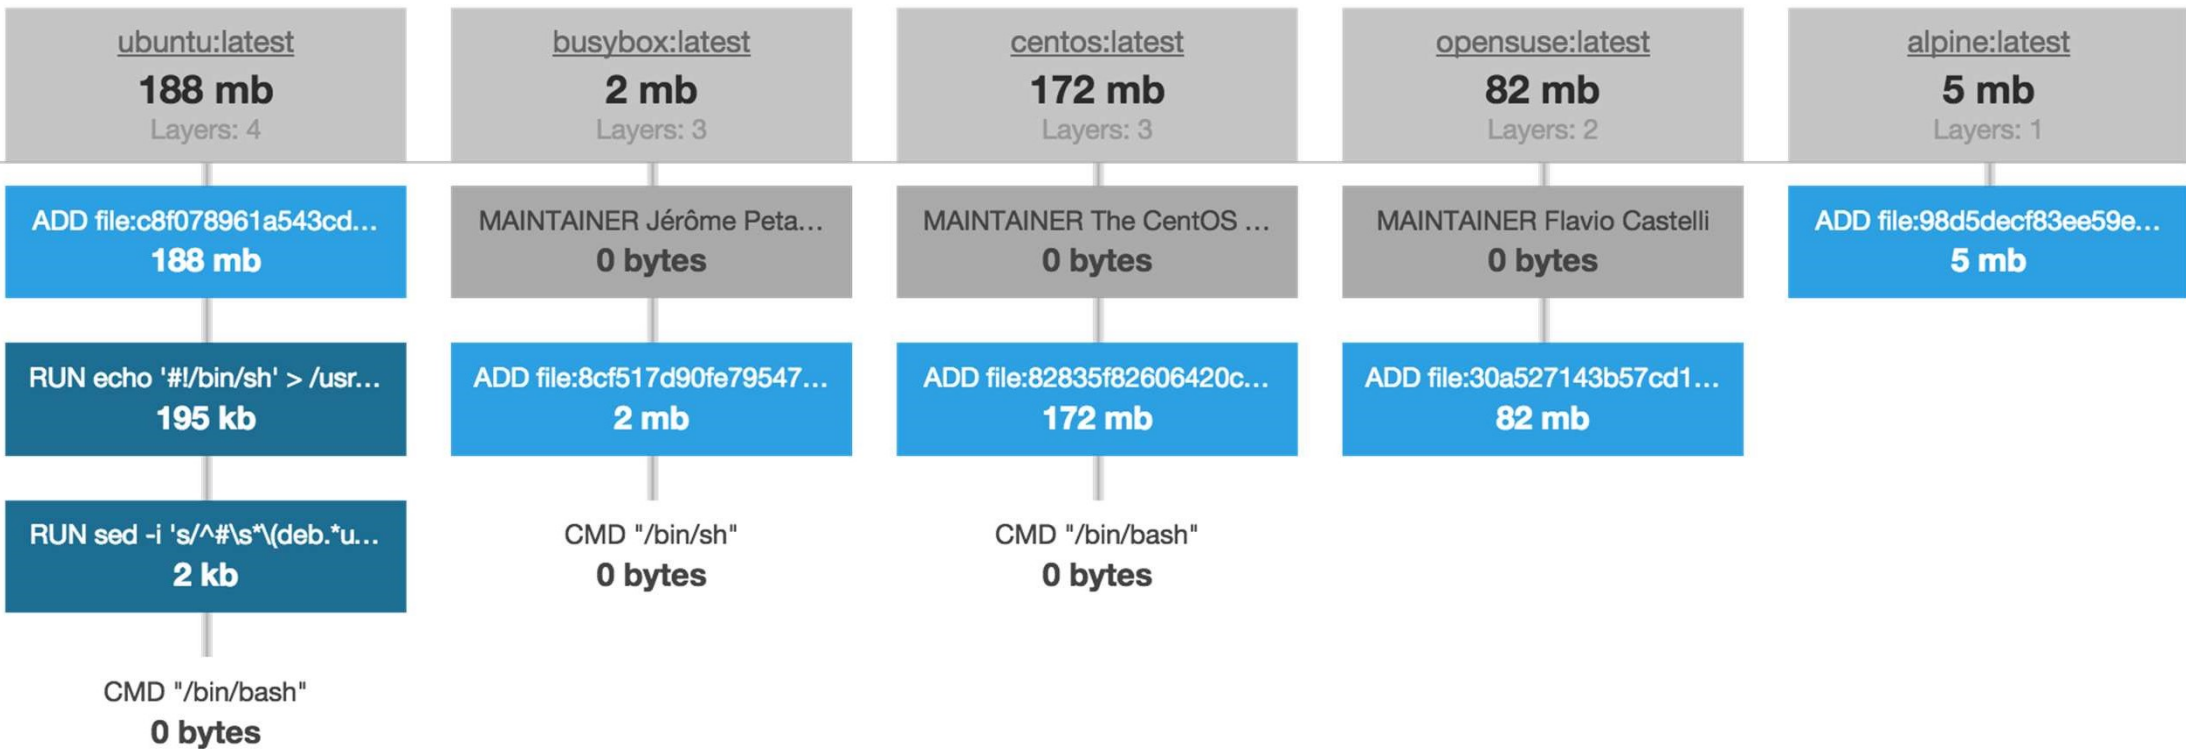 ubuntu:latest
188 mb
Layers: 4
ADD file:c8f078961a543cd...
188 mb
RUN echo '#!/bin/sh' > /usr...
195 kb
RUN sed -i 's/^#\s*\(deb.*u...
2 kb
CMD "/bin/bash"
0 bytes
busybox:latest
2 mb
Layers: 3
MAINTAINER Jérôme Peta...
0 bytes
ADD file:8cf517d90fe79547...
2 mb
CMD "/bin/sh"
0 bytes
centos:latest
172 mb
Layers: 3
MAINTAINER The CentOS ...
0 bytes
ADD file:82835f82606420c...
172 mb
CMD "/bin/bash"
0 bytes
opensuse:latest
82 mb
Layers: 2
MAINTAINER Flavio Castelli
0 bytes
ADD file:30a527143b57cd1...
82 mb
alpine:latest
5 mb
Layers: 1
ADD file:98d5decf83ee59e...
5 mb